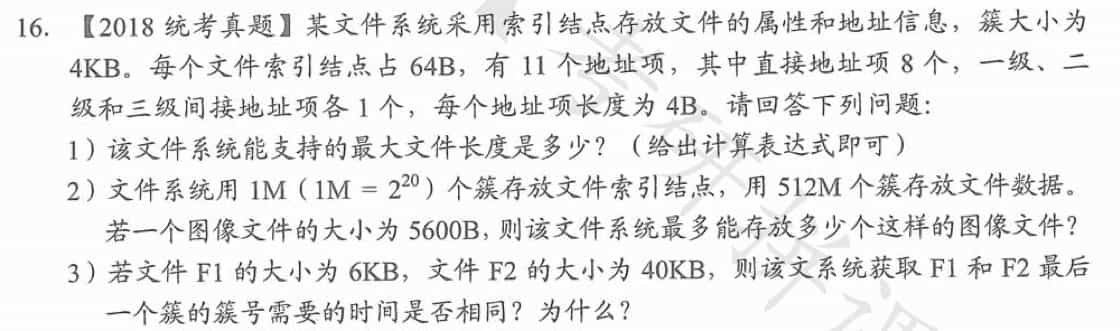 16. 【2018 统考真题】某文件系统采用索引结点存放文件的属性和地址信息，簇大小为
4KB。每个文件索引结点占 64B，有 11 个地址项，其中直接地址项 8 个，一级、二
级和三级间接地址项各 1 个，每个地址项长度为 4B。请回答下列问题：
1）该文件系统能支持的最大文件长度是多少？（给出计算表达式即可）
2）文件系统用 1M（1M = 2²⁰）个簇存放文件索引结点，用 512M 个簇存放文件数据。
若一个图像文件的大小为 5600B，则该文件系统最多能存放多少个这样的图像文件？
3）若文件 F1 的大小为 6KB，文件 F2 的大小为 40KB，则该文系统获取 F1 和 F2 最后
一个簇的簇号需要的时间是否相同？为什么？